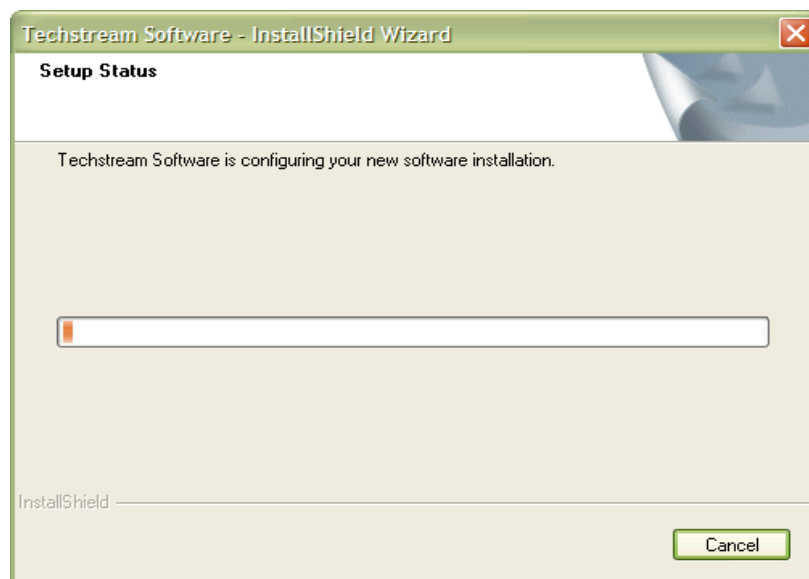 Techstream Software - InstallShield Wizard
Setup Status
Techstream Software is configuring your new software installation.
InstallShield
Cancel